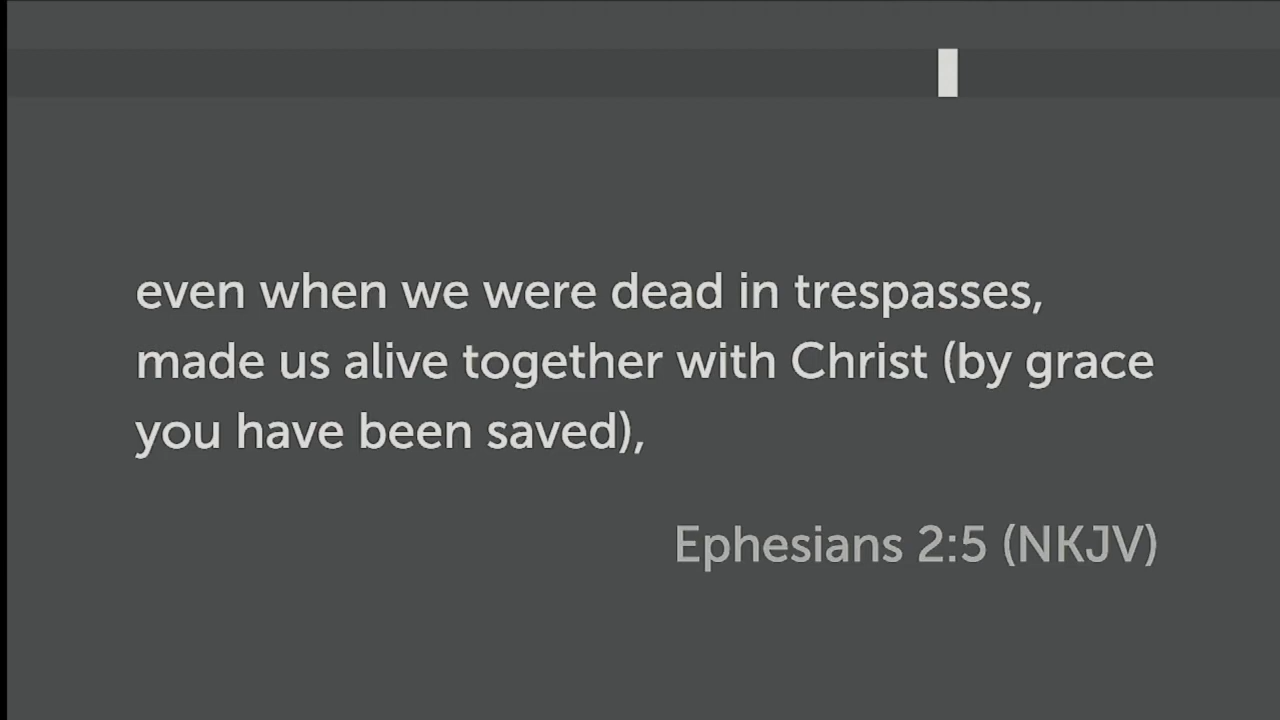 even when we were dead in trespasses,
made us alive together with Christ (by grace
you have been saved),
Ephesians 2:5 (NKJV)